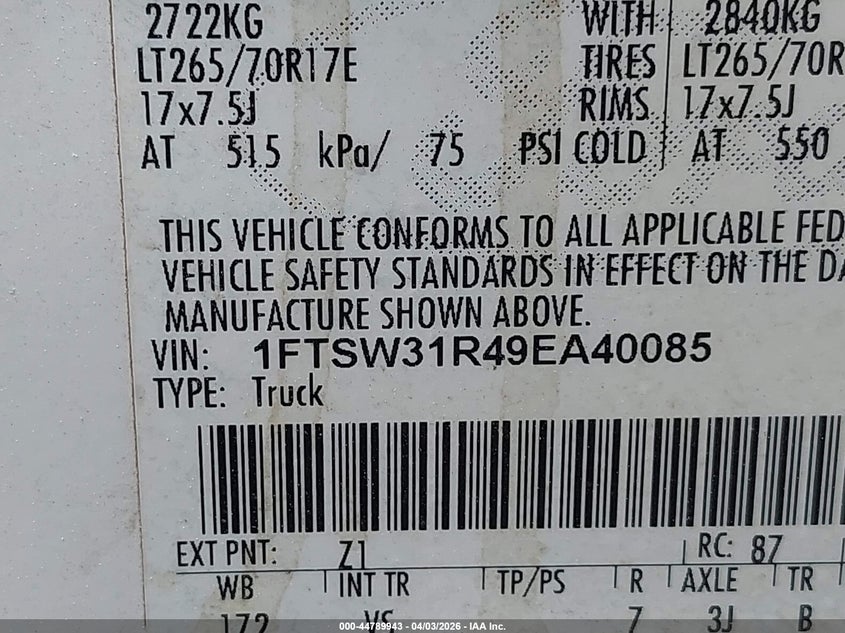 2722KG WITH 2840KG
LT265/70R17E TIRES LT265/70R
17x7.5J RIMS 17x7.5J
AT 515 kPa/ 75 PSI COLD AT 550
THIS VEHICLE CONFORMS TO ALL APPLICABLE FED
VEHICLE SAFETY STANDARDS IN EFFECT ON THE DA
MANUFACTURE SHOWN ABOVE.
VIN: 1FTSW31R49EA40085
TYPE: Truck
EXT PNT: Z1 RC: 87
WB INT TR TP/PS R AXLE TR
172 VS 7 3J B
000-44789943 - 04/03/2026 - IAA Inc.